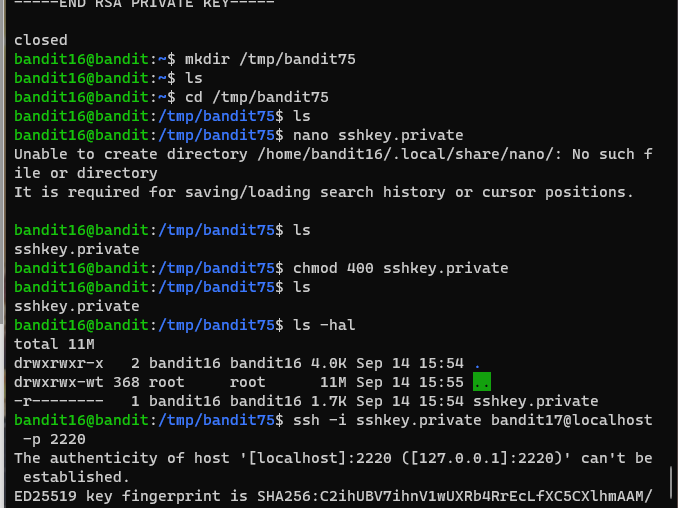 -----END RSA PRIVATE KEY-----
closed
bandit16@bandit:~$ mkdir /tmp/bandit75
bandit16@bandit:~$ ls
bandit16@bandit:~$ cd /tmp/bandit75
bandit16@bandit:/tmp/bandit75$ ls
bandit16@bandit:/tmp/bandit75$ nano sshkey.private
Unable to create directory /home/bandit16/.local/share/nano/: No such f
ile or directory
It is required for saving/loading search history or cursor positions.
bandit16@bandit:/tmp/bandit75$ ls
sshkey.private
bandit16@bandit:/tmp/bandit75$ chmod 400 sshkey.private
bandit16@bandit:/tmp/bandit75$ ls
sshkey.private
bandit16@bandit:/tmp/bandit75$ ls -hal
total 11M
drwxrwxr-x   2 bandit16 bandit16 4.0K Sep 14 15:54 .
drwxrwx-wt 368 root     root      11M Sep 14 15:55 ..
-r--------   1 bandit16 bandit16 1.7K Sep 14 15:54 sshkey.private
bandit16@bandit:/tmp/bandit75$ ssh -i sshkey.private bandit17@localhost
 -p 2220
The authenticity of host '[localhost]:2220 ([127.0.0.1]:2220)' can't be
 established.
ED25519 key fingerprint is SHA256:C2ihUBV7ihnV1wUXRb4RrEcLfXC5CXlhmAAM/